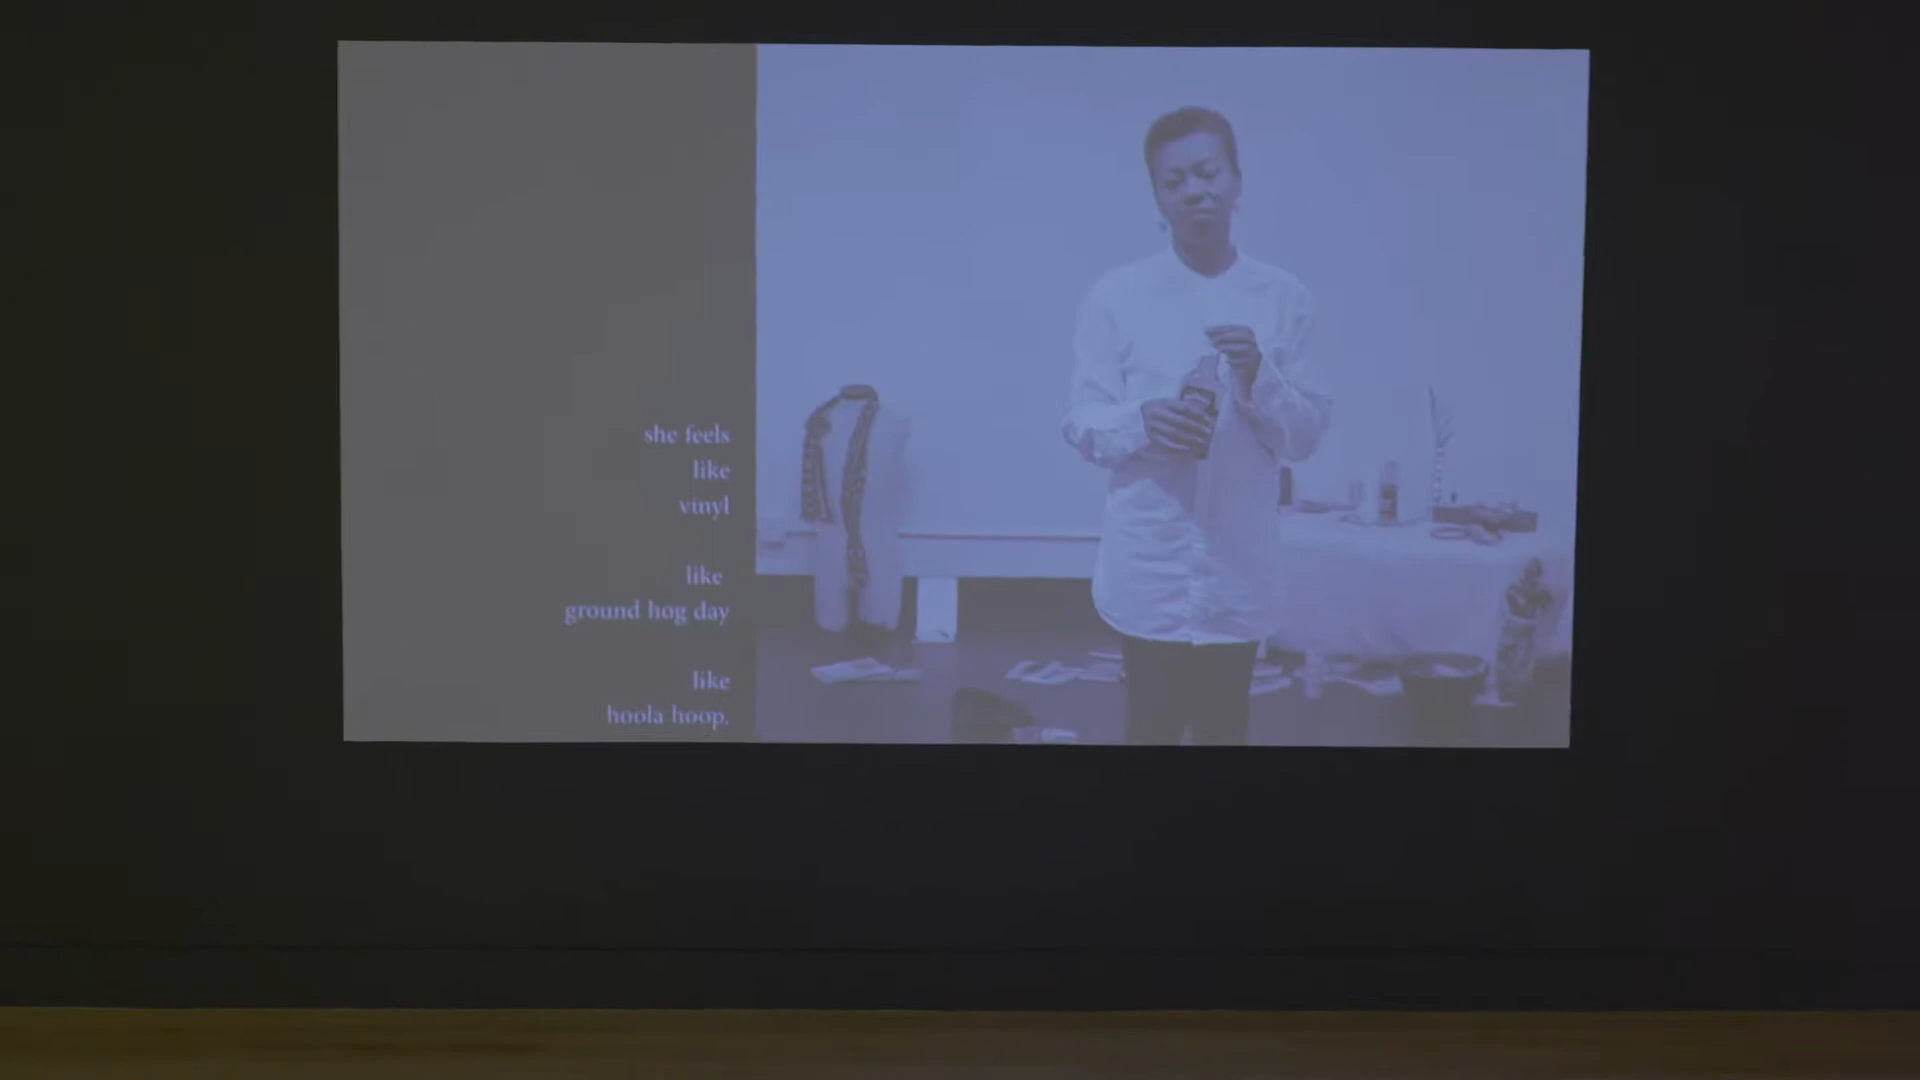 she feels
like
vinyl
like
ground hog day
like
hoola hoop,